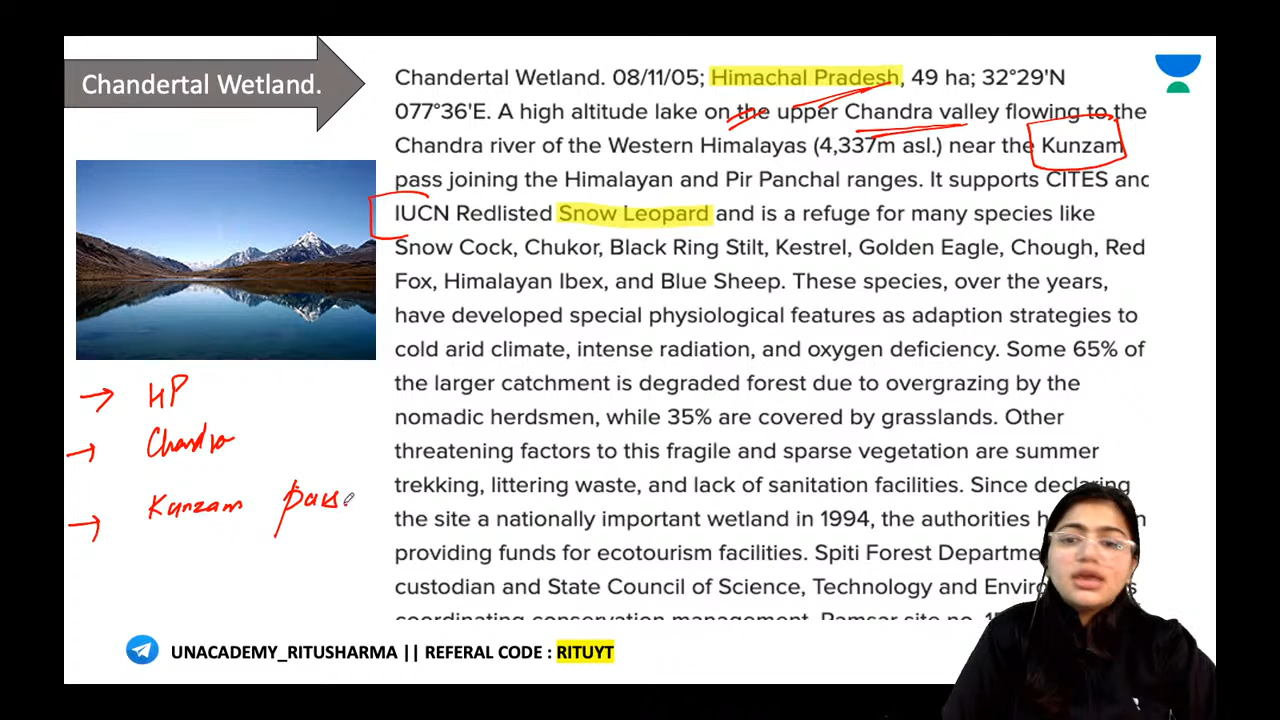 Chandertal Wetland.
Chandertal Wetland. 08/11/05; Himachal Pradesh, 49 ha; 32°29'N
077°36'E. A high altitude lake on the upper Chandra valley flowing to the
Chandra river of the Western Himalayas (4,337m asl.) near the Kunzam
pass joining the Himalayan and Pir Panchal ranges. It supports CITES and
IUCN Redlisted Snow Leopard and is a refuge for many species like
Snow Cock, Chukor, Black Ring Stilt, Kestrel, Golden Eagle, Chough, Red
Fox, Himalayan Ibex, and Blue Sheep. These species, over the years,
have developed special physiological features as adaption strategies to
cold arid climate, intense radiation, and oxygen deficiency. Some 65% of
the larger catchment is degraded forest due to overgrazing by the
nomadic herdsmen, while 35% are covered by grasslands. Other
threatening factors to this fragile and sparse vegetation are summer
trekking, littering waste, and lack of sanitation facilities. Since declaring
the site a nationally important wetland in 1994, the authorities
providing funds for ecotourism facilities. Spiti Forest
custodian and State Council of Science, Technology and
coordinating conservation management. Ramsar site no.
HP
Chandra
Kunzam pass
UNACADEMY_RITUSHARMA || REFERAL CODE : RITUYT